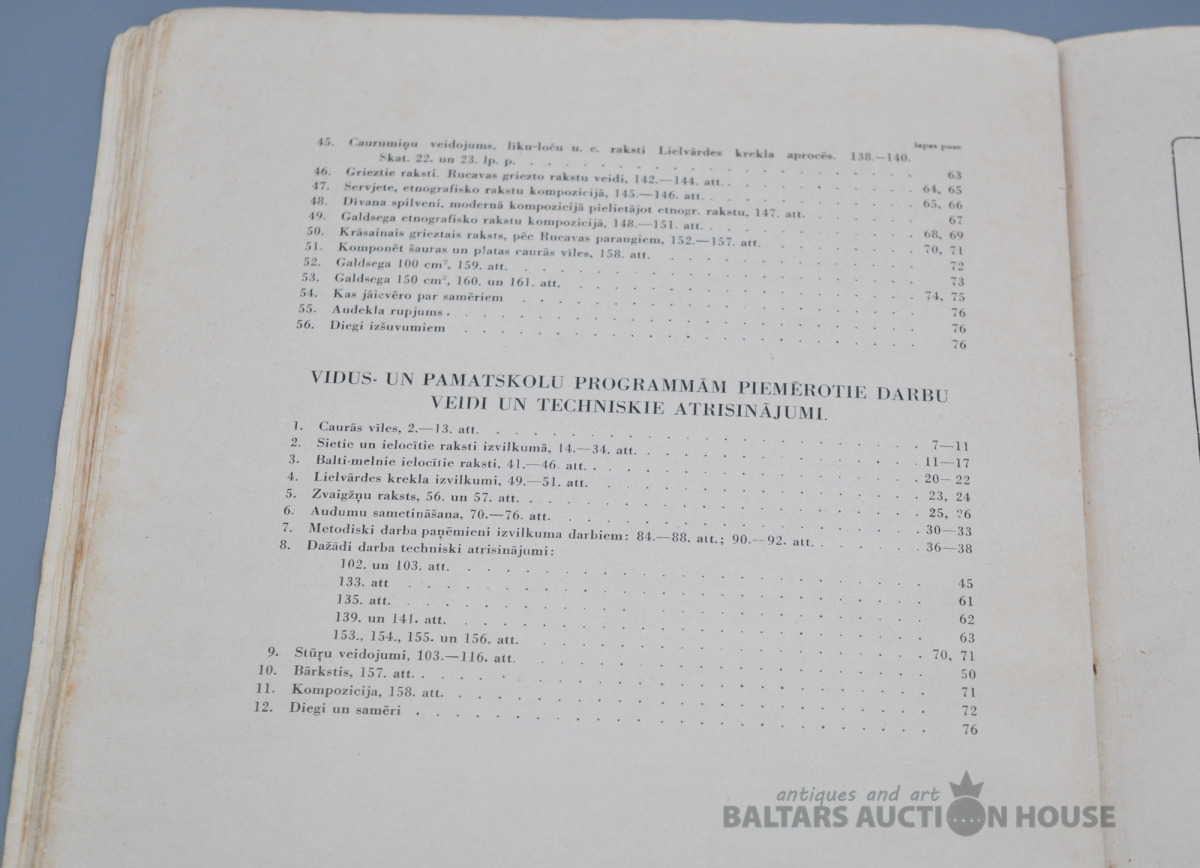 lapas puse
45. Caurumiņu veidojums, līku-loču u. c. raksti Lielvārdes krekla aprocēs. 138.—140.
Skat. 22. un 23. lp. p. . . . . . . . . . . . . . 63
46. Grieztie raksti. Rucavas griezto rakstu veidi, 142.—144. att. . . . . . . . 64, 65
47. Servjete, etnografisko rakstu kompozicijā, 145.—146. att. . . . . . . . 65, 66
48. Dīvana spilveni, modernā kompozicijā pielietājot etnogr. rakstu, 147. att. . . . . 67
49. Galdsega etnografisko rakstu kompozicijā, 148.—151. att. . . . . . . . 68, 69
50. Krāsainais grieztais raksts, pēc Rucavas paraugiem, 152.—157. att. . . . . . 70, 71
51. Komponēt šauras un platas caurās vīles, 158. att. . . . . . . . . 72
52. Galdsega 100 cm², 159. att. . . . . . . . . . . . . 73
53. Galdsega 150 cm², 160. un 161. att. . . . . . . . . . . . 74, 75
54. Kas jāievēro par samēriem . . . . . . . . . . . . 76
55. Audekla rupjums . . . . . . . . . . . . . . 76
56. Diegi izšuvumiem . . . . . . . . . . . . . 76
VIDUS- UN PAMATSKOLU PROGRAMMĀM PIEMĒROTIE DARBU
VEIDI UN TECHNISKIE ATRISINĀJUMI.
1. Caurās vīles, 2.—13. att. . . . . . . . . . . . . . 7—11
2. Sietie un ielocītie raksti izvilkumā, 14.—34. att. . . . . . . . . 11—17
3. Balti-melnie ielocītie raksti, 41.—46. att. . . . . . . . . . . 20—22
4. Lielvārdes krekla izvilkumi, 49.—51. att. . . . . . . . . . . 23, 24
5. Zvaigžņu raksts, 56. un 57. att. . . . . . . . . . . . . 25, 26
6. Audumu sametināšana, 70.—76. att. . . . . . . . . . . . 30—33
7. Metodiski darba paņēmieni izvilkuma darbiem: 84.—88. att.; 90.—92. att. . . . . 36—38
8. Dažādi darba techniski atrisinājumi:
102. un 103. att. . . . . . . . . . . . . . 45
133. att . . . . . . . . . . . . . . 61
135. att. . . . . . . . . . . . . . . 62
139. un 141. att. . . . . . . . . . . . . . 63
153., 154., 155. un 156. att. . . . . . . . . . . . 70, 71
9. Stūŗu veidojumi, 103.—116. att. . . . . . . . . . . . 50
10. Bārkstis, 157. att. . . . . . . . . . . . . . . 71
11. Kompozicija, 158. att. . . . . . . . . . . . . . 72
12. Diegi un samēri . . . . . . . . . . . . . . 76
antiques and art
BALTARS AUCTION HOUSE